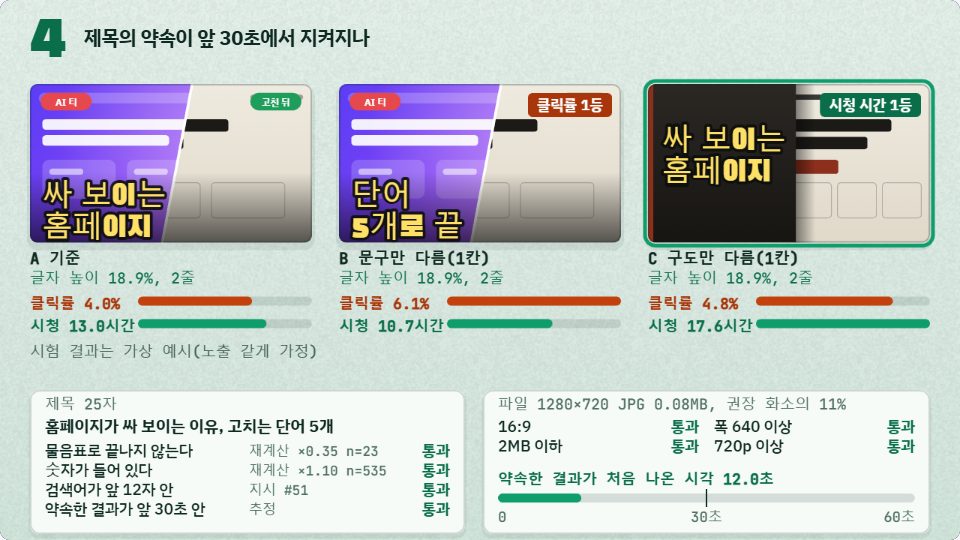 4 제목의 약속이 앞 30초에서 지켜지나
AI 티
고친 뒤
싸 보이는
홈페이지
A 기준
글자 높이 18.9%, 2줄
클릭률 4.0%
시청 13.0시간
시험 결과는 가상 예시(노출 같게 가정)
AI 티
클릭률 1등
단어
5개로 끝
B 문구만 다름(1칸)
글자 높이 18.9%, 2줄
클릭률 6.1%
시청 10.7시간
시청 시간 1등
싸 보이는
홈페이지
C 구도만 다름(1칸)
글자 높이 18.9%, 2줄
클릭률 4.8%
시청 17.6시간
제목 25자
홈페이지가 싸 보이는 이유, 고치는 단어 5개
물음표로 끝나지 않는다 재계산 ×0.35 n=23 통과
숫자가 들어 있다 재계산 ×1.10 n=535 통과
검색어가 앞 12자 안 지시 #51 통과
약속한 결과가 앞 30초 안 추정 통과
파일 1280×720 JPG 0.08MB, 권장 화소의 11%
16:9 통과 폭 640 이상 통과
2MB 이하 통과 720p 이상 통과
약속한 결과가 처음 나온 시각 12.0초
0 30초 60초